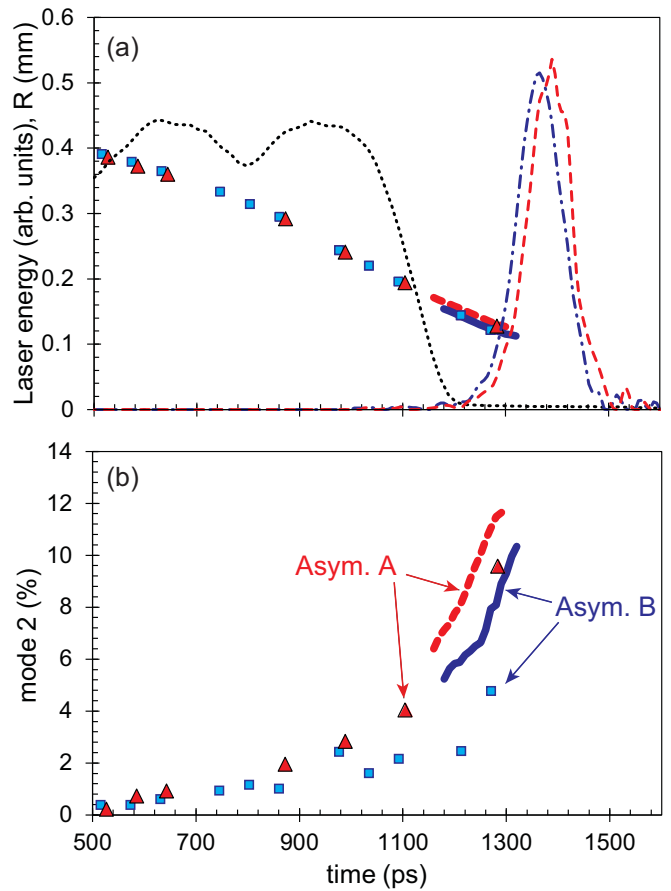 (a)
Laser energy (arb. units), R (mm)
0.6
0.5
0.4
0.3
0.2
0.1
0
(b)
mode 2 (%)
14
12
10
8
6
4
2
0
Asym. A
Asym. B
500 700 900 1100 1300 1500
time (ps)